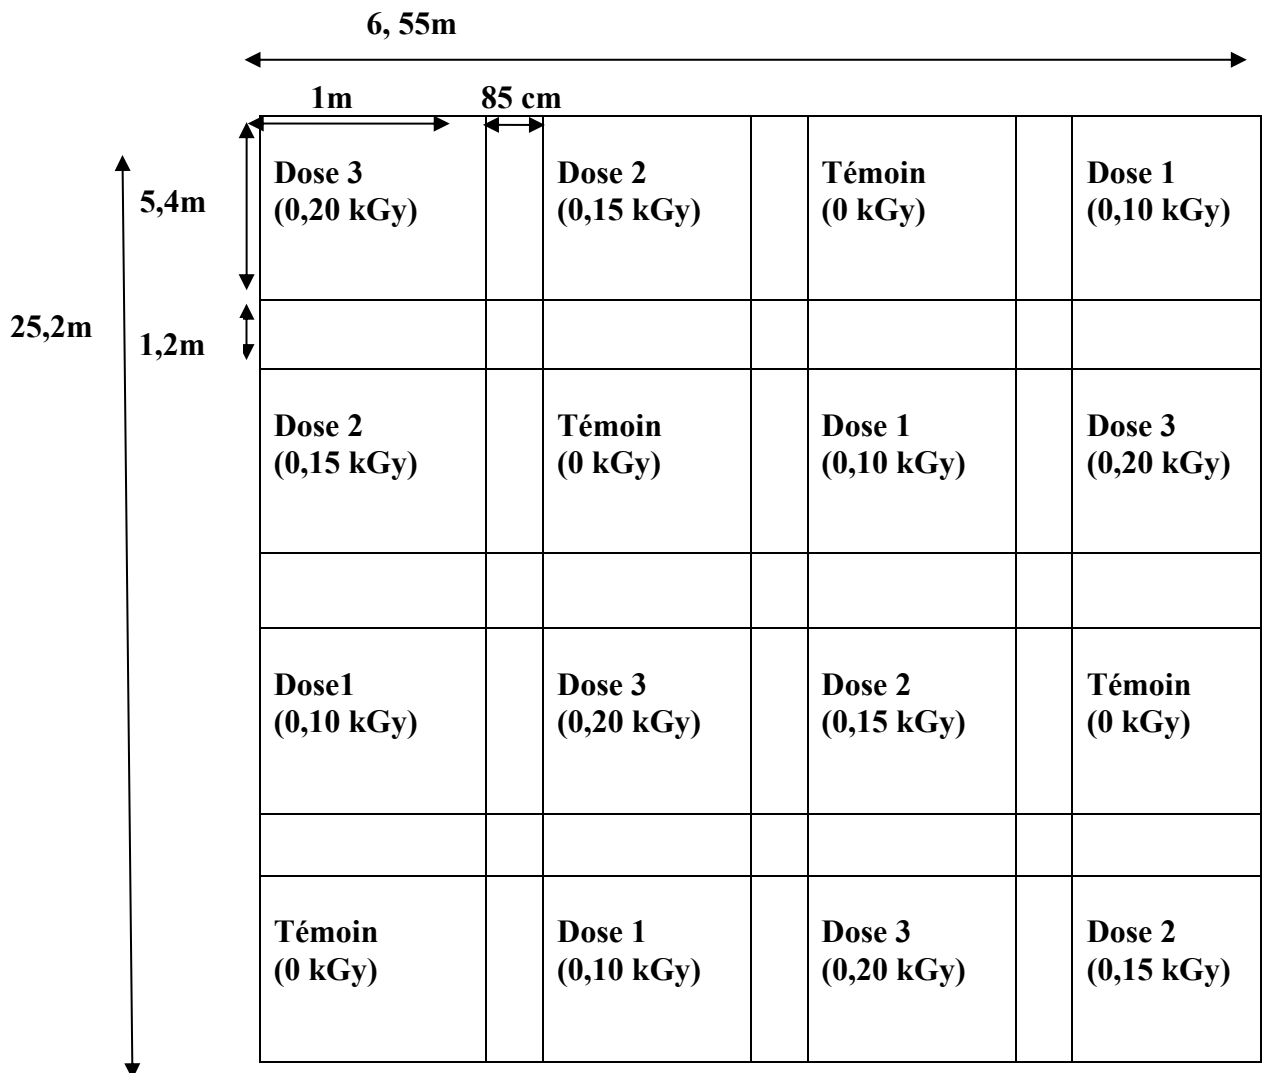 6, 55m
1m
85 cm
Dose 3
(0,20 kGy)
Dose 2
(0,15 kGy)
Témoin
(0 kGy)
Dose 1
(0,10 kGy)
5,4m
25,2m
1,2m
Dose 2
(0,15 kGy)
Témoin
(0 kGy)
Dose 1
(0,10 kGy)
Dose 3
(0,20 kGy)
Dose1
(0,10 kGy)
Dose 3
(0,20 kGy)
Dose 2
(0,15 kGy)
Témoin
(0 kGy)
Témoin
(0 kGy)
Dose 1
(0,10 kGy)
Dose 3
(0,20 kGy)
Dose 2
(0,15 kGy)